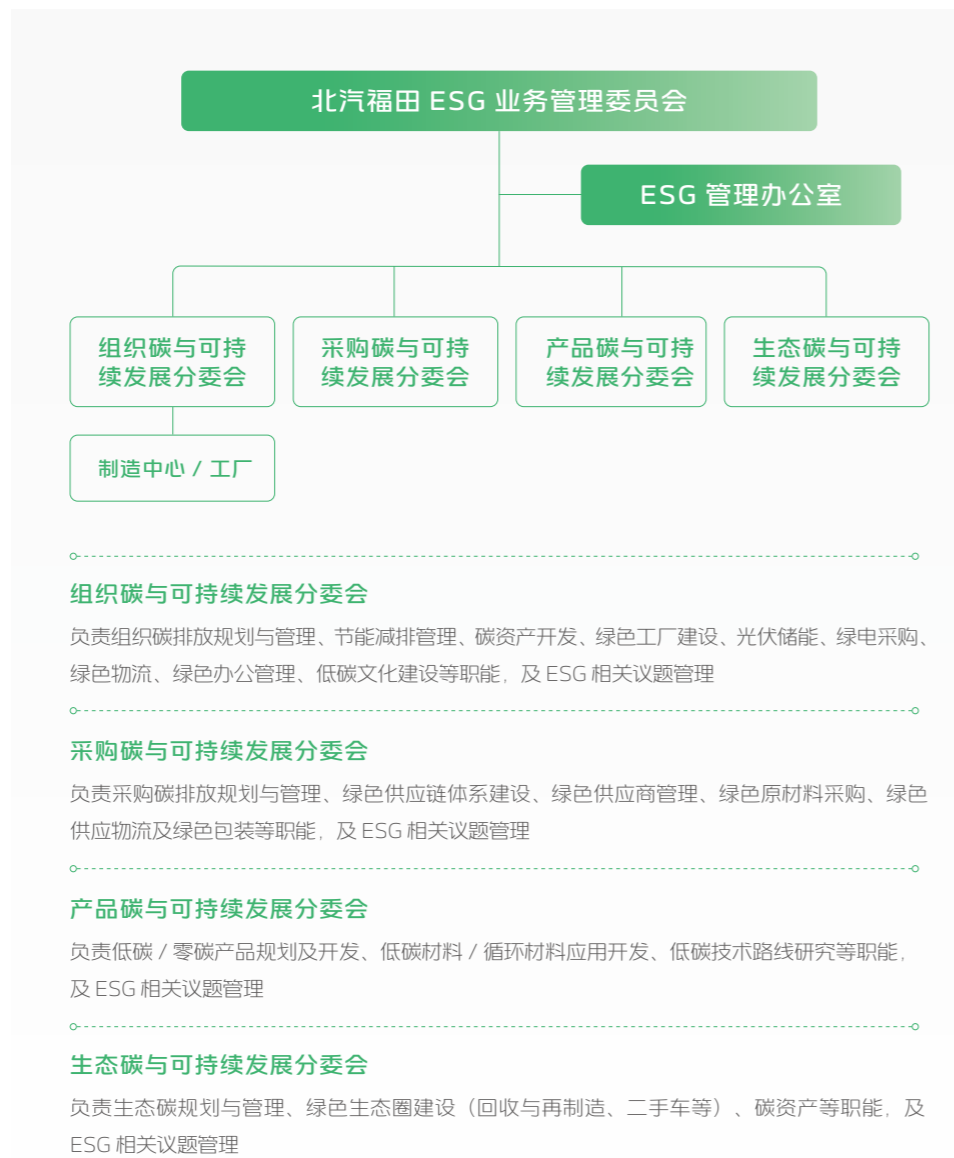 北汽福田 ESG 业务管理委员会
ESG 管理办公室
组织碳与可持
续发展分委会
采购碳与可持
续发展分委会
产品碳与可持
续发展分委会
生态碳与可持
续发展分委会
制造中心 / 工厂
组织碳与可持续发展分委会
负责组织碳排放规划与管理、节能减排管理、碳资产开发、绿色工厂建设、光伏储能、绿电采购、
绿色物流、绿色办公管理、低碳文化建设等职能，及 ESG 相关议题管理
采购碳与可持续发展分委会
负责采购碳排放规划与管理、绿色供应链体系建设、绿色供应商管理、绿色原材料采购、绿色
供应物流及绿色包装等职能，及 ESG 相关议题管理
产品碳与可持续发展分委会
负责低碳 / 零碳产品规划及开发、低碳材料 / 循环材料应用开发、低碳技术路线研究等职能，
及 ESG 相关议题管理
生态碳与可持续发展分委会
负责生态碳规划与管理、绿色生态圈建设（回收与再制造、二手车等）、碳资产等职能，及
ESG 相关议题管理